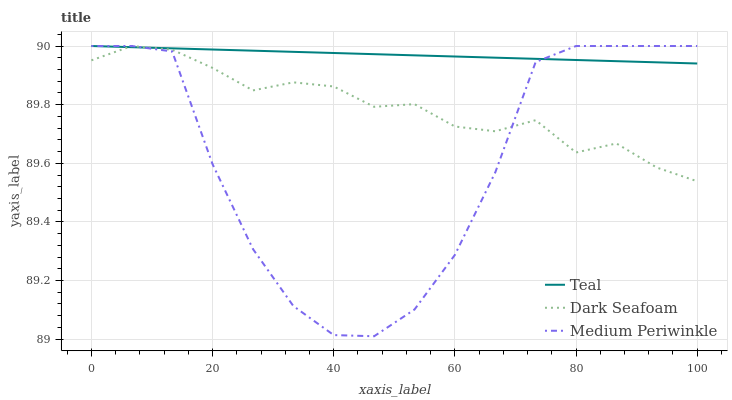 title
yaxis_label
90
89.8
89.6
89.4
89.2
89
0 20 40 60 80 100
xaxis_label
Teal
Dark Seafoam
Medium Periwinkle